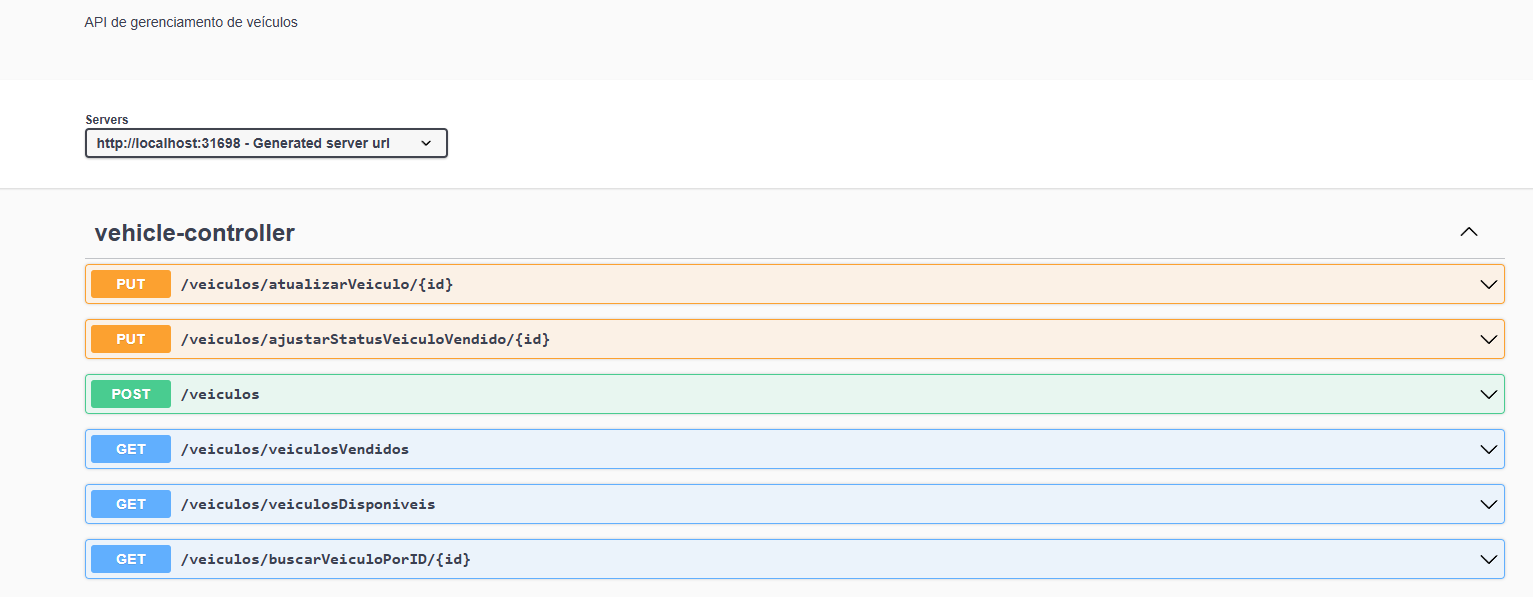 API de gerenciamento de veículos
Servers
http://localhost:31698 - Generated server url
vehicle-controller
PUT /veiculos/atualizarVeiculo/{id}
PUT /veiculos/ajustarStatusVeiculoVendido/{id}
POST /veiculos
GET /veiculos/veiculosVendidos
GET /veiculos/veiculosDisponiveis
GET /veiculos/buscarVeiculoPorID/{id}